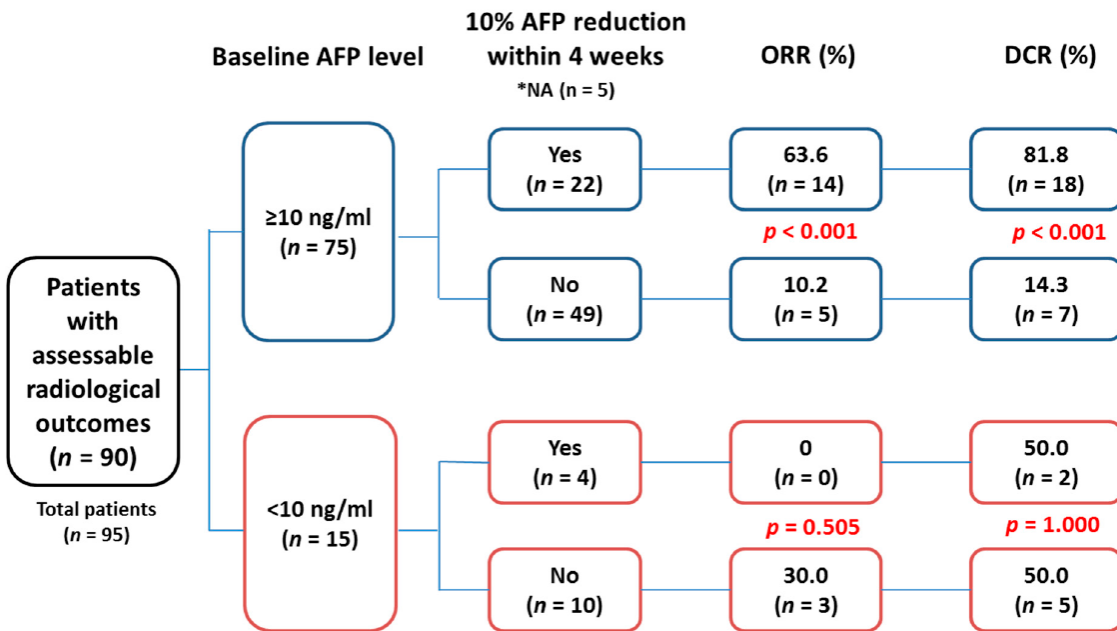 Baseline AFP level
10% AFP reduction
within 4 weeks
*NA (n = 5)
ORR (%)
DCR (%)
Patients
with
assessable
radiological
outcomes
(n = 90)
Total patients
(n = 95)
≥10 ng/ml
(n = 75)
Yes
(n = 22)
63.6
(n = 14)
81.8
(n = 18)
p < 0.001
p < 0.001
No
(n = 49)
10.2
(n = 5)
14.3
(n = 7)
<10 ng/ml
(n = 15)
Yes
(n = 4)
0
(n = 0)
50.0
(n = 2)
p = 0.505
p = 1.000
No
(n = 10)
30.0
(n = 3)
50.0
(n = 5)